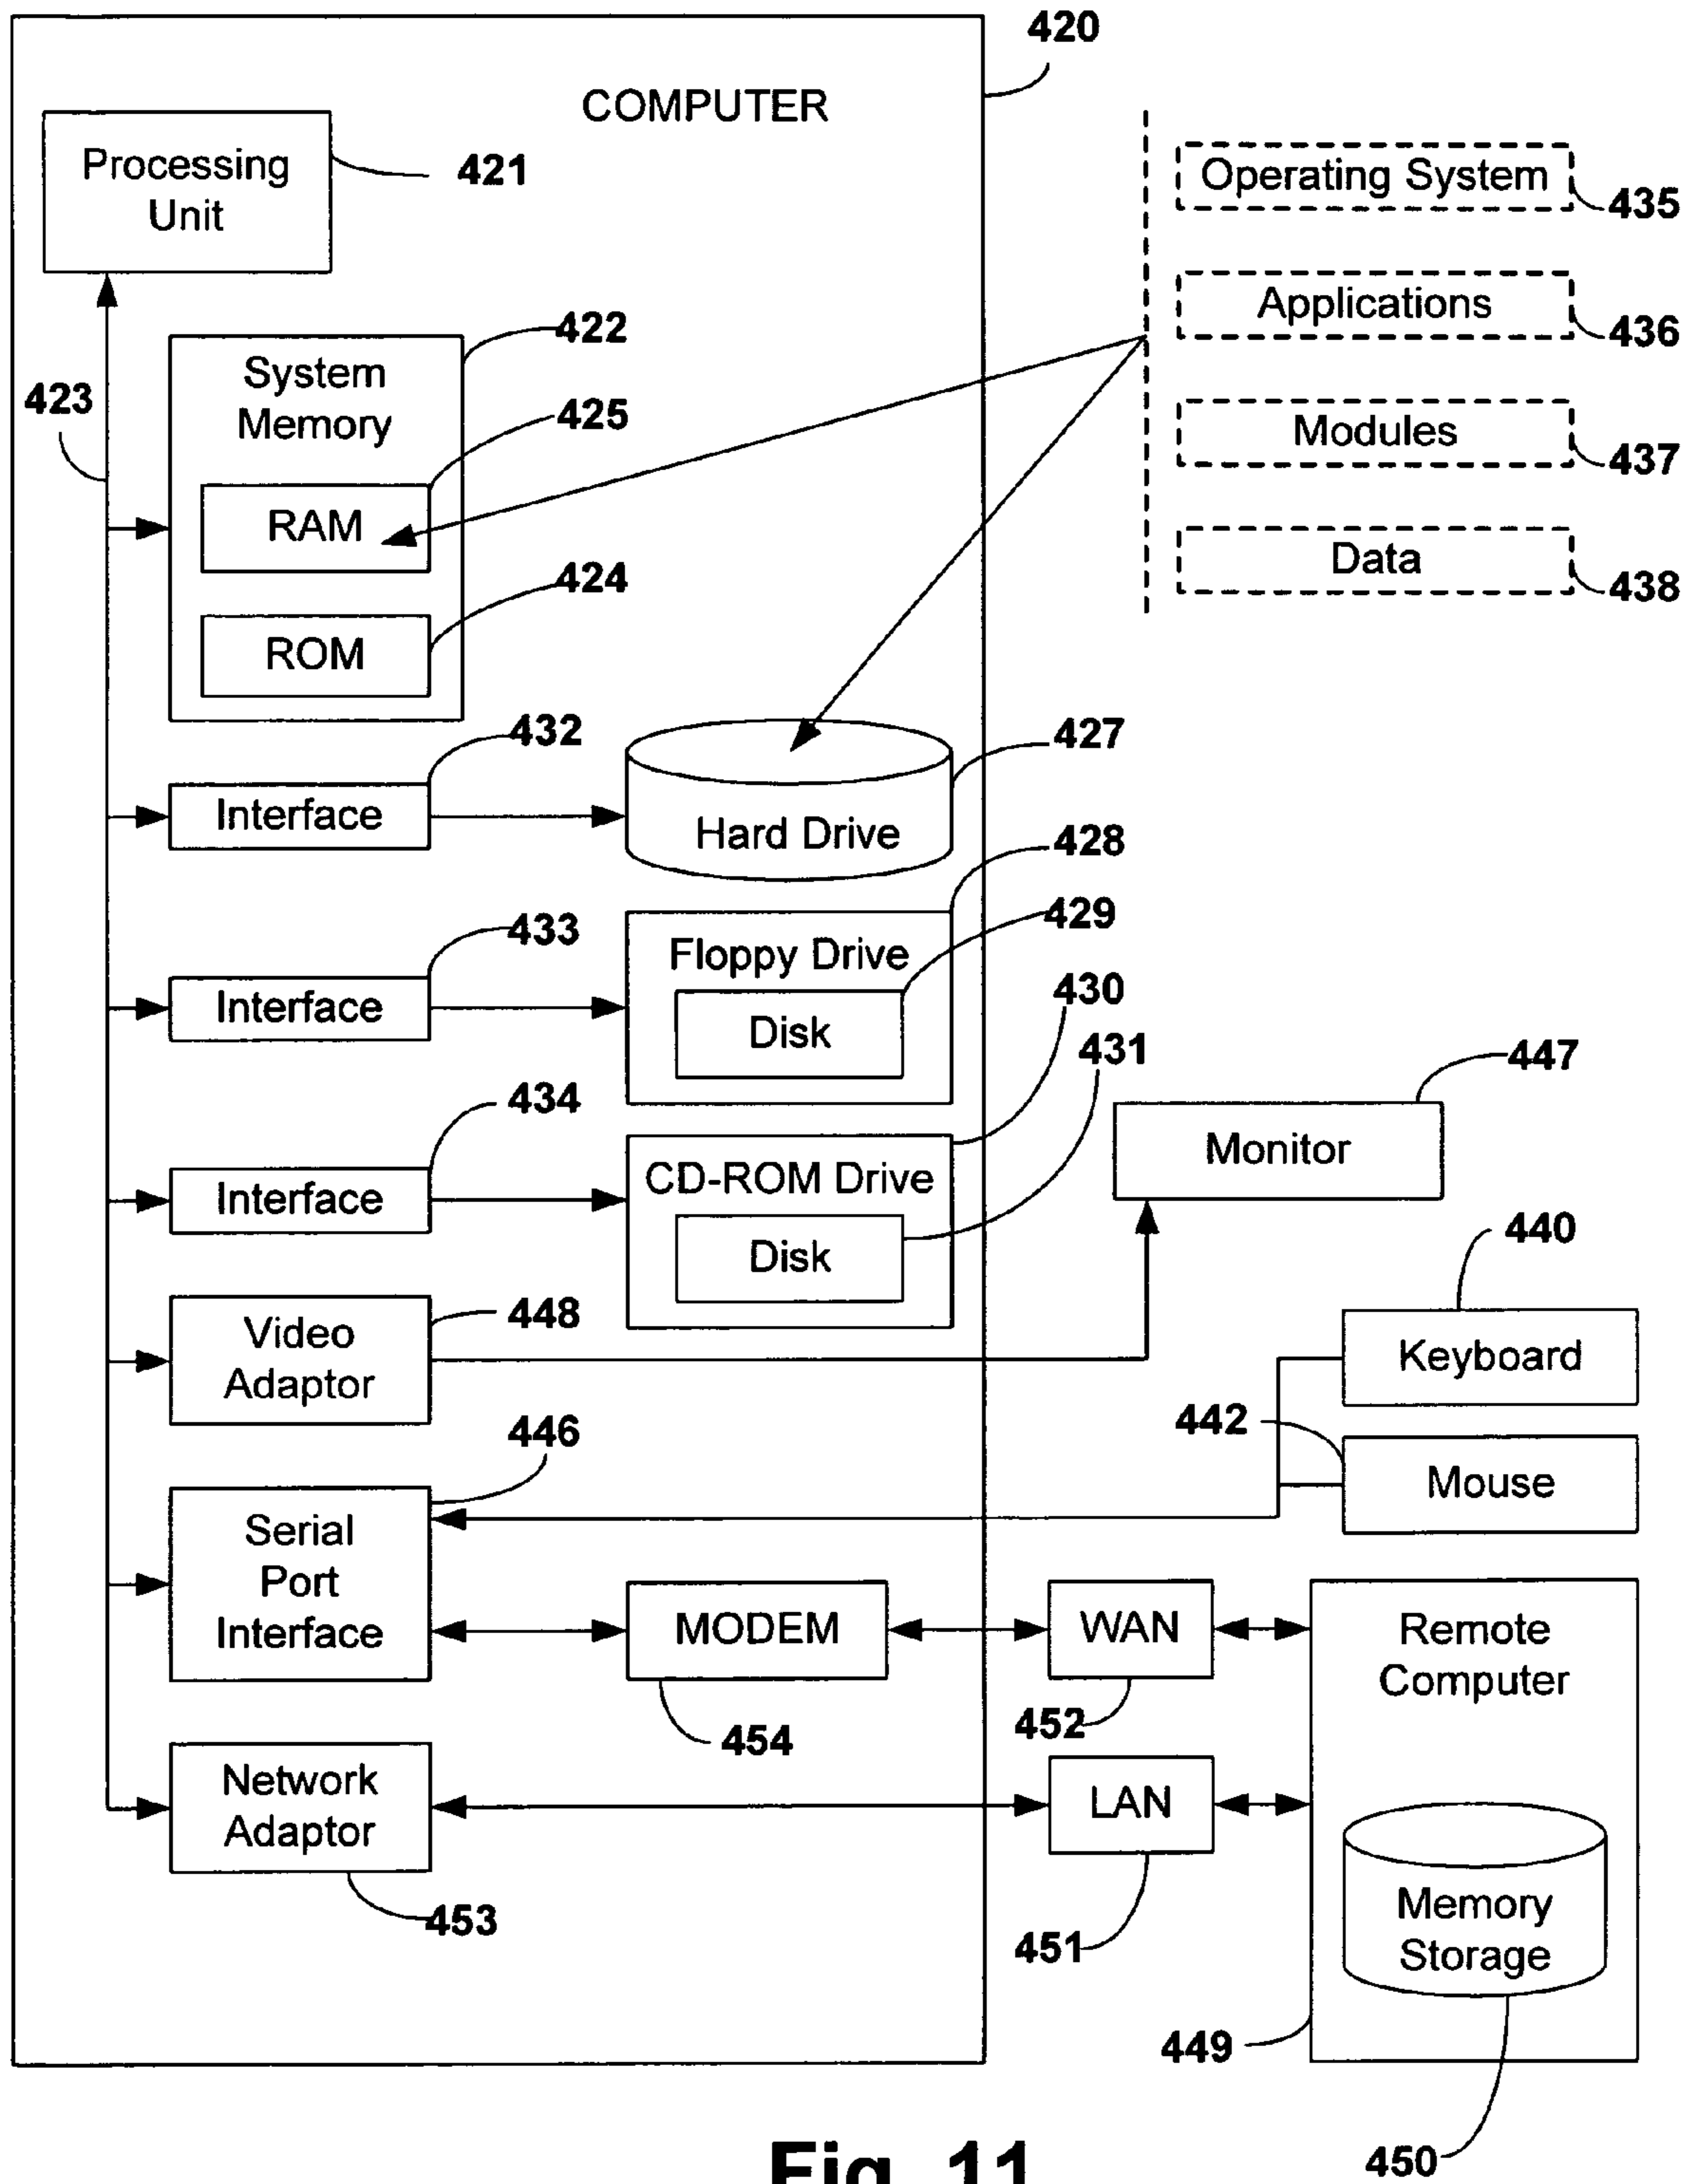 420
COMPUTER
Processing
Unit
421
Operating System
435
Applications
436
Modules
437
Data
438
422
System
Memory
423
425
RAM
424
ROM
432
Interface
427
Hard Drive
433
Interface
428
Floppy Drive
429
Disk
434
Interface
430
431
CD-ROM Drive
Disk
447
Monitor
448
Video
Adaptor
440
Keyboard
442
Mouse
446
Serial
Port
Interface
MODEM
454
WAN
452
Remote
Computer
Network
Adaptor
453
LAN
451
Memory
Storage
449
450
Fig. 11